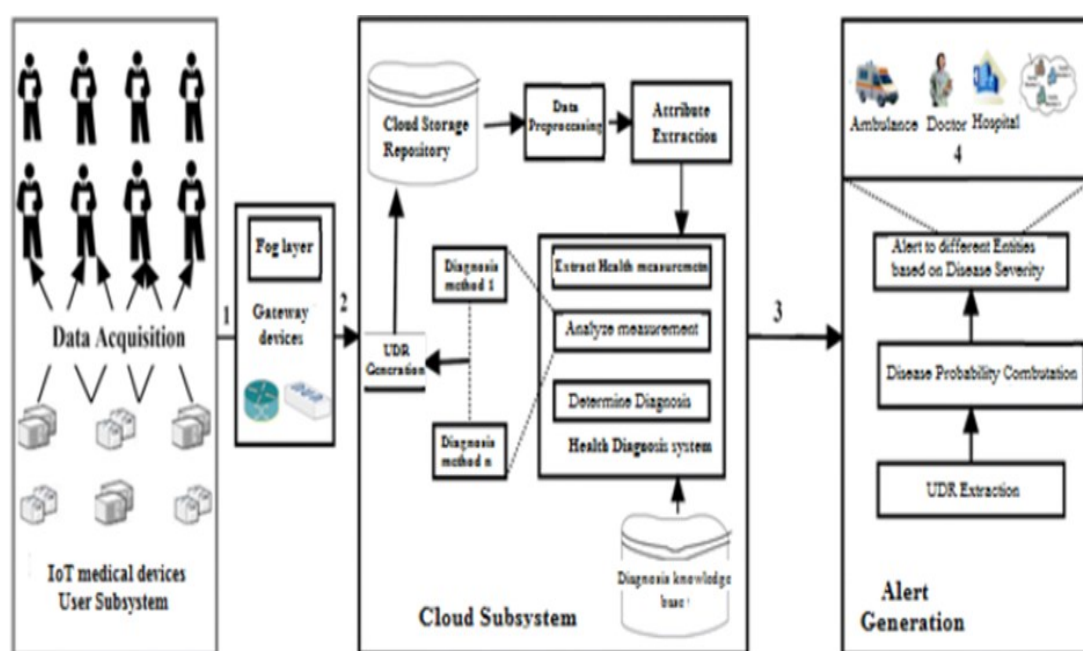 Data Acquisition
IoT medical devices
User Subsystem
1
Fog layer
Gateway
devices
2
Cloud Storage
Repository
Data
Preprocessing
Attribute
Extraction
UDR
Generation
Diagnosis
method 1
Diagnosis
method n
Extract Health measuremetn
Analyze measurement
Determine Diagnosis
Health Diagnosis system
Diagnosis knowledge
Cloud Subsystem
3
Ambulance
Doctor
Hospital
4
Alert to different Entities
based on Disease Severity
Disease Probability Combutation
UDR Extraction
Alert
Generation